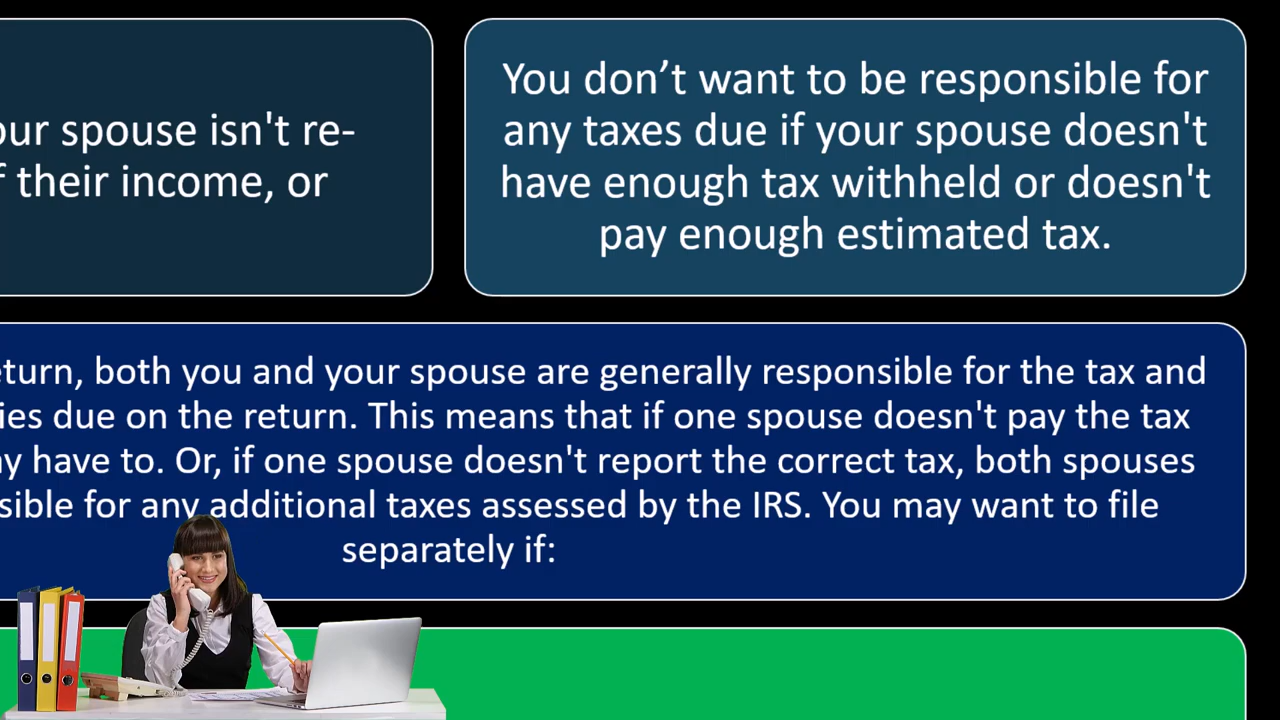 our spouse isn't re-
f their income, or
You don’t want to be responsible for
any taxes due if your spouse doesn't
have enough tax withheld or doesn't
pay enough estimated tax.
eturn, both you and your spouse are generally responsible for the tax and
ies due on the return. This means that if one spouse doesn't pay the tax
ay have to. Or, if one spouse doesn't report the correct tax, both spouses
sible for any additional taxes assessed by the IRS. You may want to file
separately if: